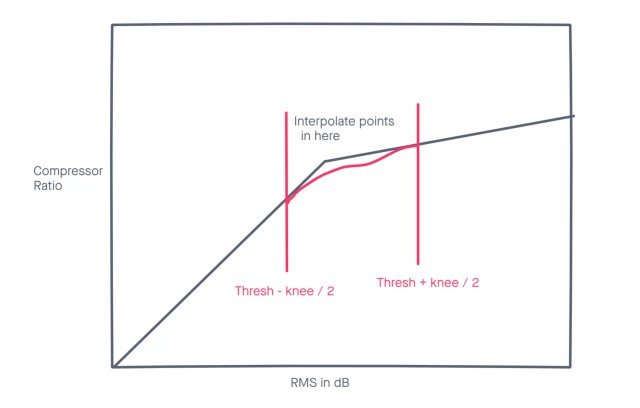 Interpolate points
in here
Compressor
Ratio
Thresh - knee / 2
Thresh + knee / 2
RMS in dB